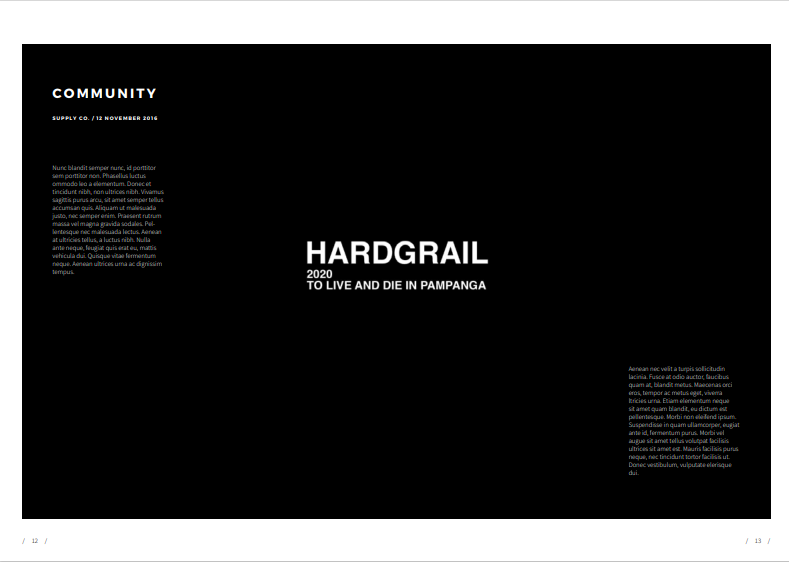 COMMUNITY
SUPPLY CO. / 12 NOVEMBER 2016
Nunc blandit semper nunc, id porttitor
sem porttitor non. Phasellus luctus
ommodo leo a elementum. Donec et
tincidunt nibh, non ultrices nibh. Vivamus
sagittis purus arcu, sit amet semper tellus
accumsan quis. Aliquam ut malesuada
justo, nec semper enim. Praesent rutrum
massa vel magna gravida sodales. Pel-
lentesque nec malesuada lectus. Aenean
at ultricies tellus, a luctus nibh. Nulla
ante neque, feugiat quis erat eu, mattis
vehicula dui. Quisque vitae fermentum
neque. Aenean ultrices urna ac dignissim
tempus.
HARDGRAIL
2020
TO LIVE AND DIE IN PAMPANGA
Aenean nec velit a turpis sollicitudin
lacinia. Fusce at odio auctor, faucibus
quam at, blandit metus. Maecenas orci
eros, tempor ac metus eget, viverra
ltricies urna. Etiam elementum neque
sit amet quam blandit, eu dictum est
pellentesque. Morbi non eleifend ipsum.
Suspendisse in quam ullamcorper, eugiat
ante id, fermentum purus. Morbi vel
augue sit amet tellus volutpat facilisis
ultrices sit amet est. Mauris facilisis purus
neque, nec tincidunt tortor facilisis ut.
Donec vestibulum, vulputate elerisque
dui.
/ 12 /
/ 13 /